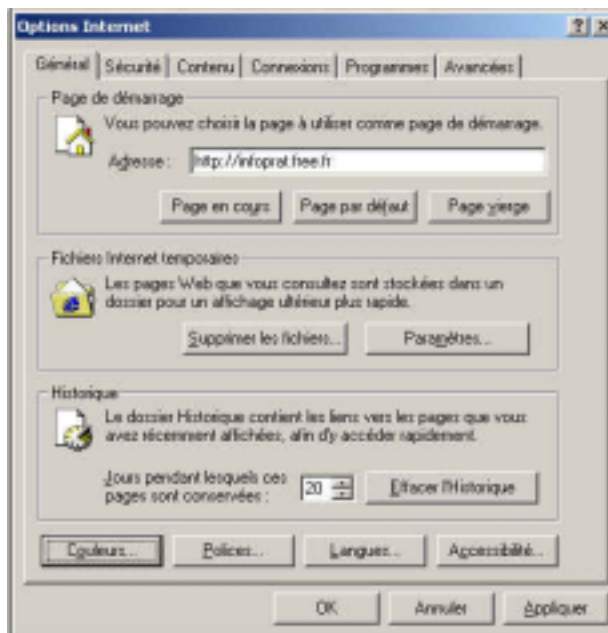 Options Internet
Général Sécurité Contenu Connexions Programmes Avancées
Page de démarrage
Vous pouvez choisir la page à utiliser comme page de démarrage.
Adresse : http://infoprat.free.fr
Page en cours Page par défaut Page vierge
Fichiers Internet temporaires
Les pages Web que vous consultez sont stockées dans un
dossier pour un affichage ultérieur plus rapide.
Supprimer les fichiers... Paramètres...
Historique
Le dossier Historique contient les liens vers les pages que vous
avez récemment affichées, afin d'y accéder rapidement.
Jours pendant lesquels ces
pages sont conservées : 20 Effacer l'Historique
Couleurs... Polices... Langues... Accessibilité...
OK Annuler Appliquer